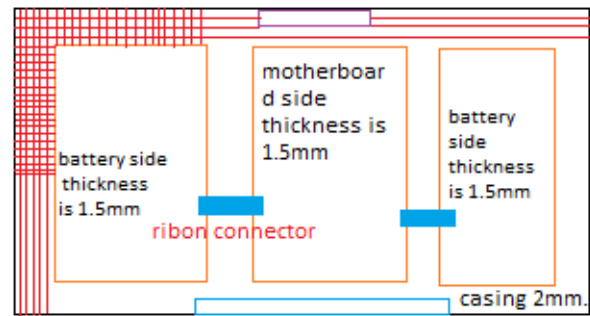 motherboar
d side
thickness is
1.5mm
battery side
thickness
is 1.5mm
battery
side
thickness
is 1.5mm
ribon connector
casing 2mm.